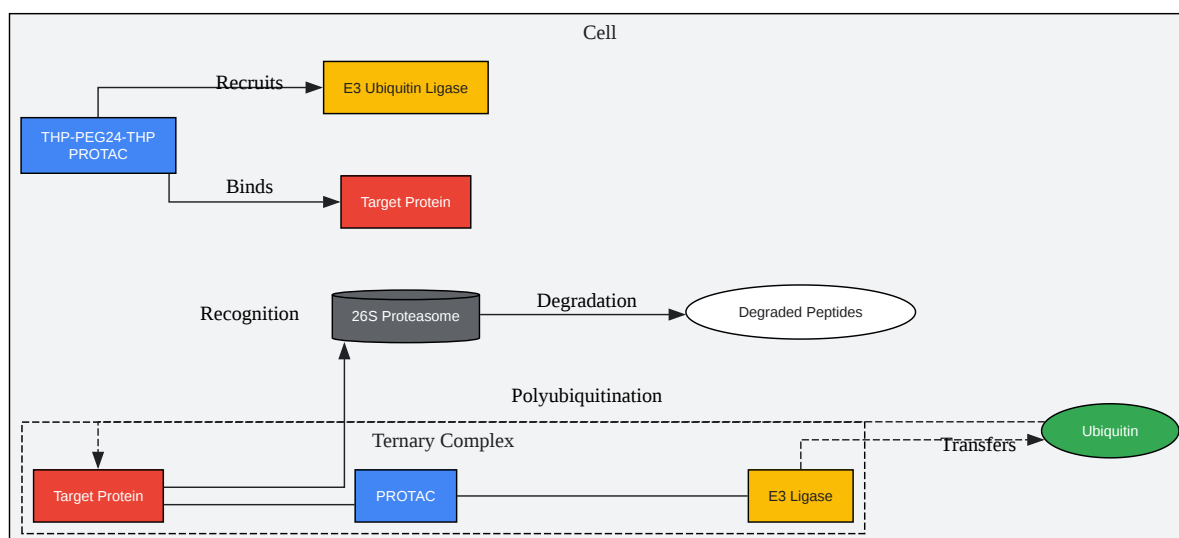 Cell
Recruits
E3 Ubiquitin Ligase
THP-PEG24-THP
PROTAC
Binds
Target Protein
Recognition
26S Proteasome
Degradation
Degraded Peptides
Polyubiquitination
Ternary Complex
Ubiquitin
Transfers
Target Protein
PROTAC
E3 Ligase